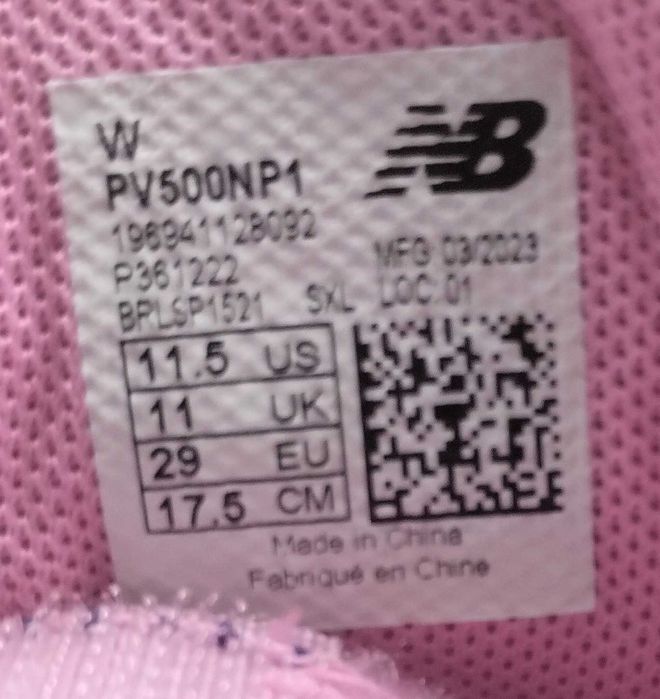 W
NB
PV500NP1
196941128092
P361222
MFG 03/2023
BPLSP1521 SXL LOC 01
11.5 US
11 UK
29 EU
17.5 CM
Made in China
Fabriqué en Chine